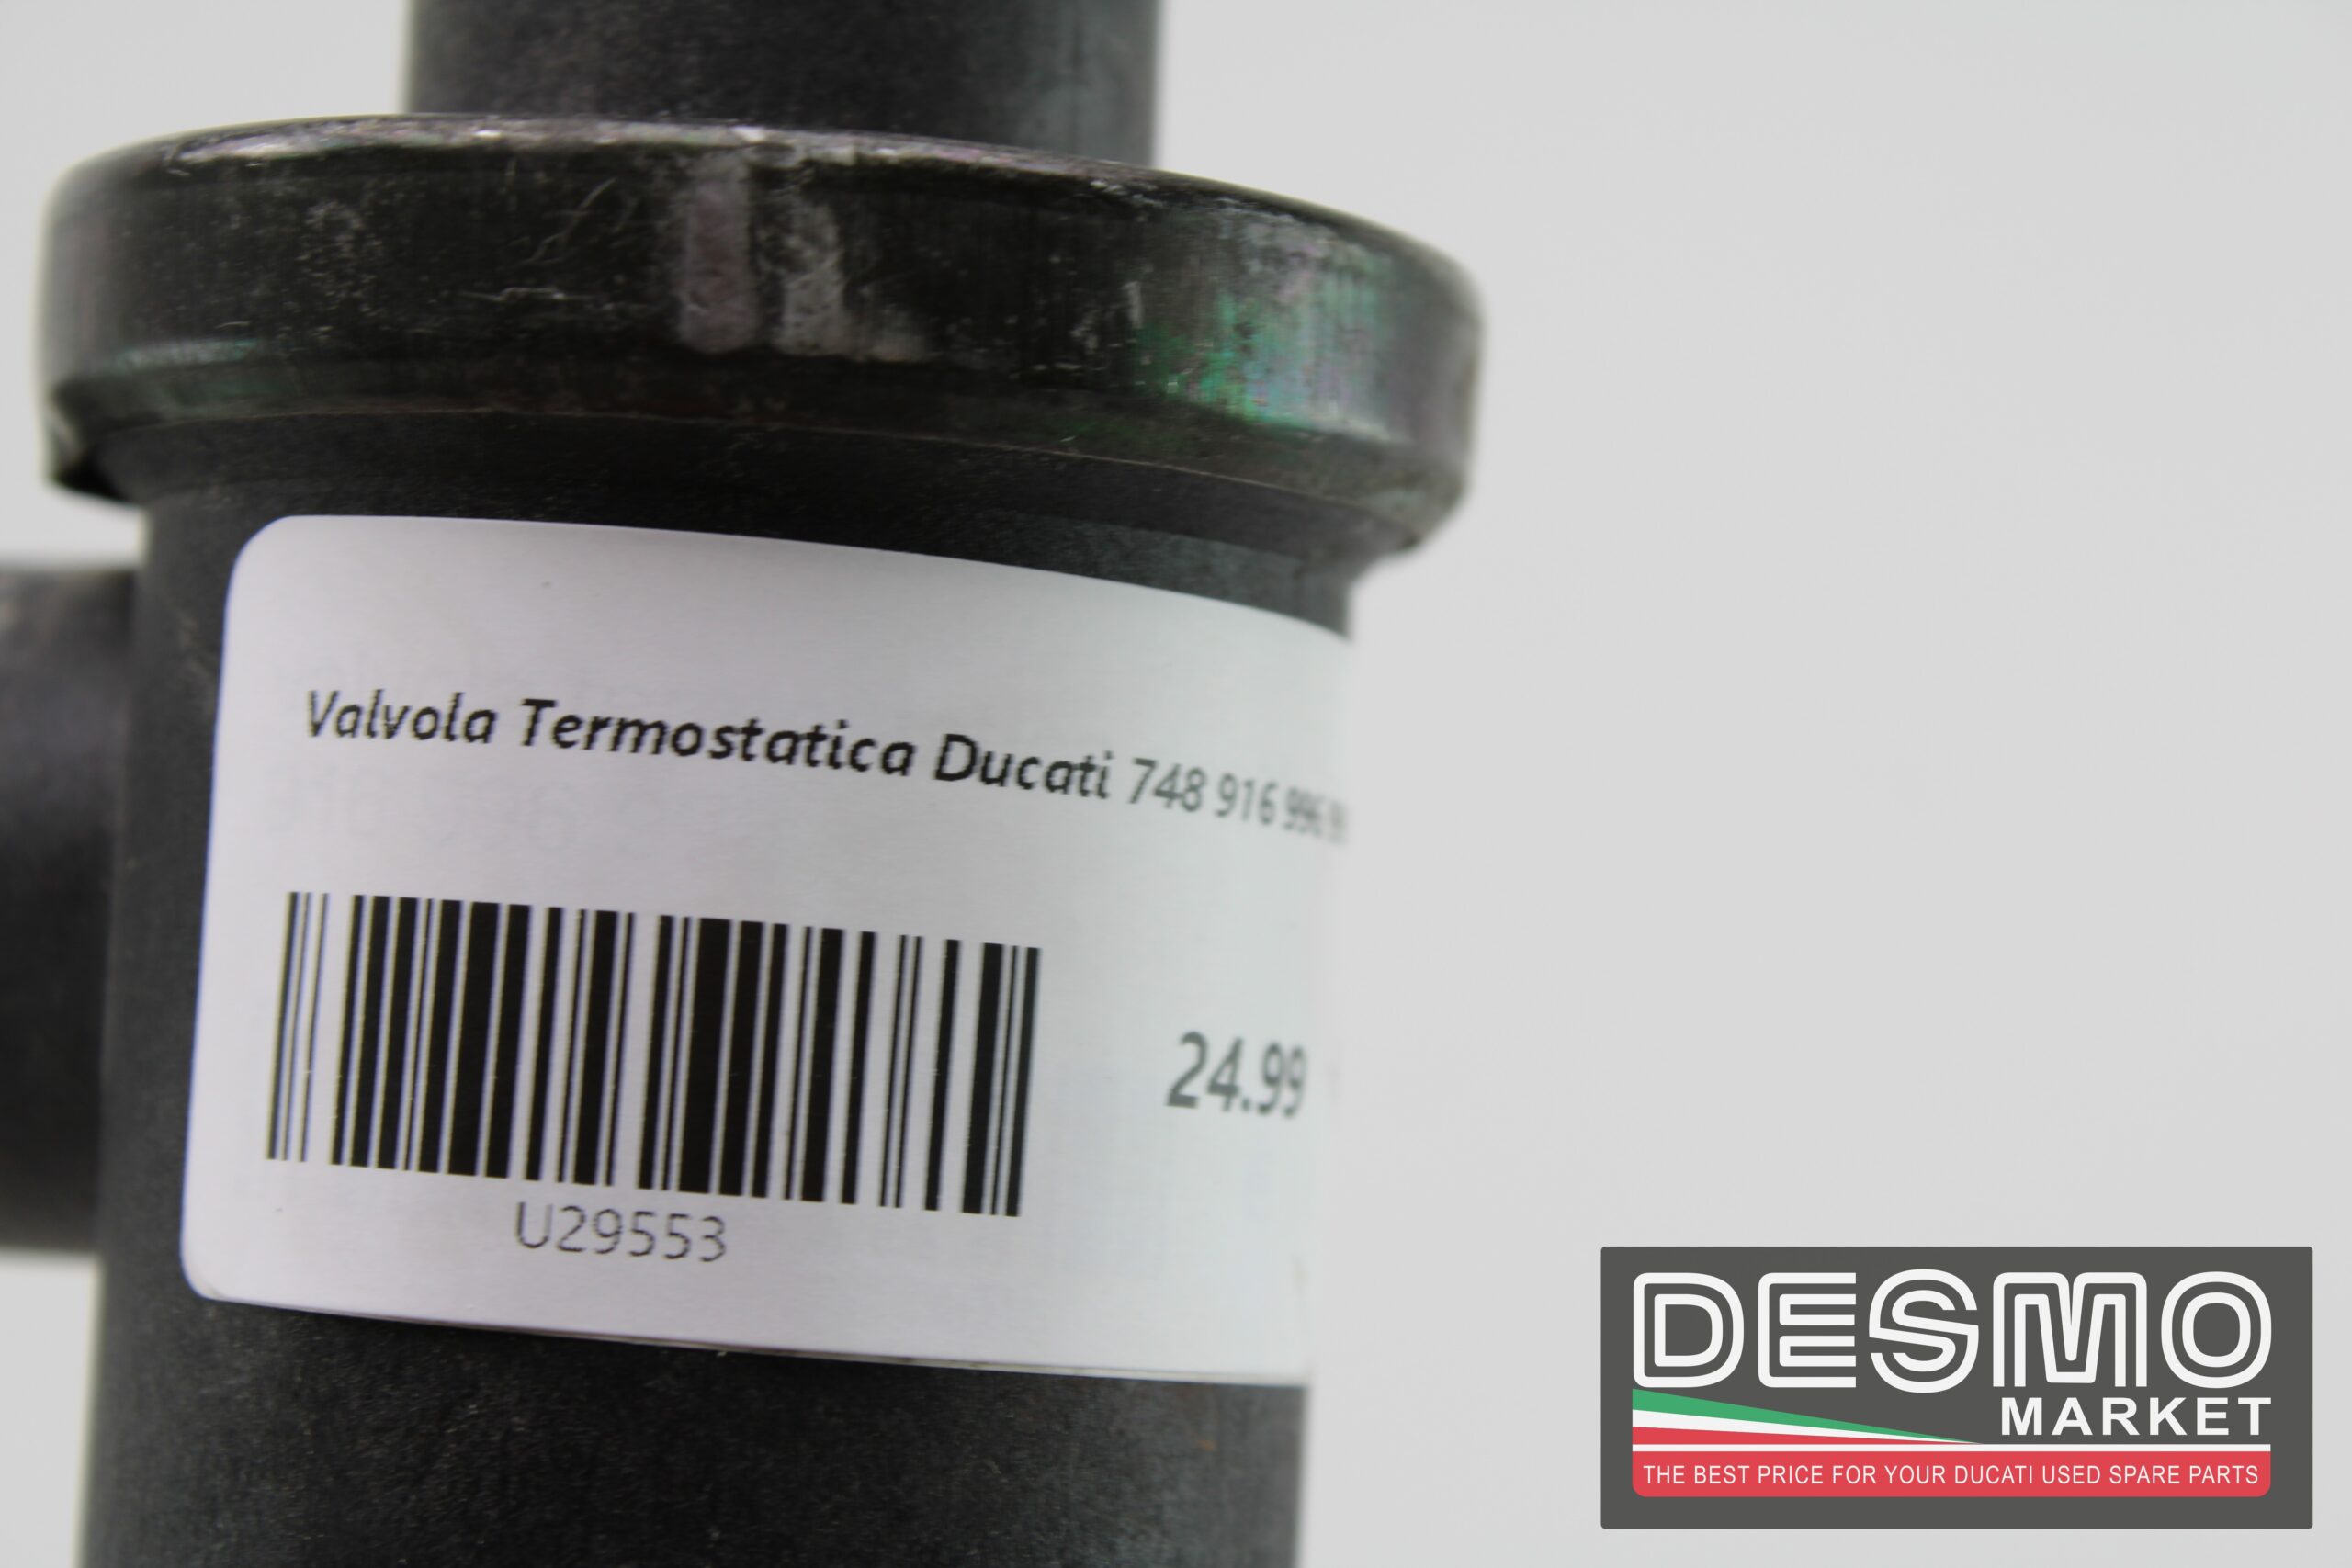 Valvola Termostatica Ducati 748 916 996
24.99
U29553
DESMO
MARKET
THE BEST PRICE FOR YOUR DUCATI USED SPARE PARTS